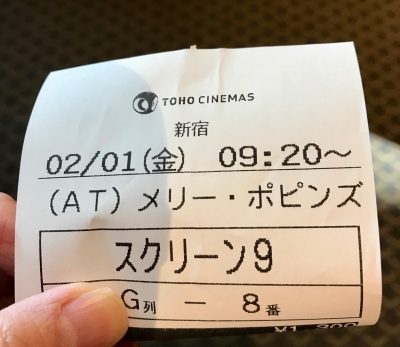 TOHO CINEMAS
新宿
02/01(金) 09:20～
(AT)メリー・ポピンズ
スクリーン9
G列 － 8番